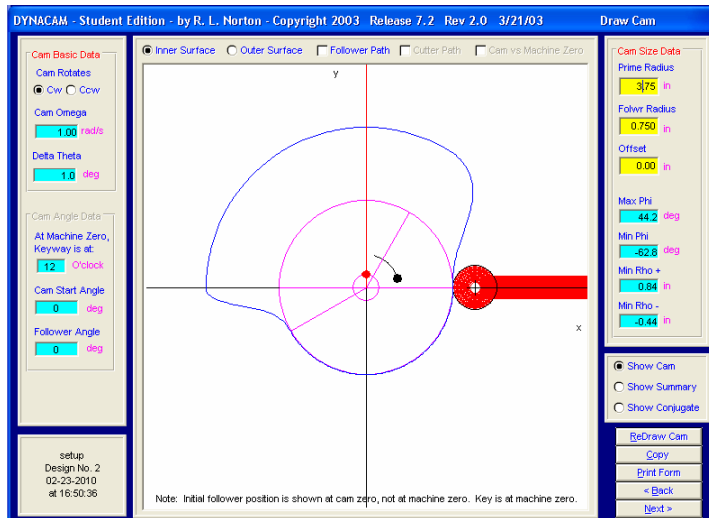 DYNACAM - Student Edition - by R. L. Norton - Copyright 2003 Release 7.2 Rev 2.0 3/21/03 Draw Cam
Cam Basic Data
Cam Rotates
Cw Ccw
Cam Omega
1.00 rad/s
Delta Theta
1.0 deg
Cam Angle Data
At Machine Zero,
Keyway is at:
12 O'clock
Cam Start Angle
0 deg
Follower Angle
0 deg
setup
Design No. 2
02-23-2010
at 16:50:36
Inner Surface Outer Surface Follower Path Cutter Path Cam vs Machine Zero
y
x
Note: Initial follower position is shown at cam zero, not at machine zero. Key is at machine zero.
Cam Size Data
Prime Radius
3.75 in
Folwr Radius
0.750 in
Offset
0.00 in
Max Phi
44.2 deg
Min Phi
-62.8 deg
Min Rho +
0.84 in
Min Rho -
-0.44 in
Show Cam
Show Summary
Show Conjugate
ReDraw Cam
Copy
Print Form
< Back
Next >